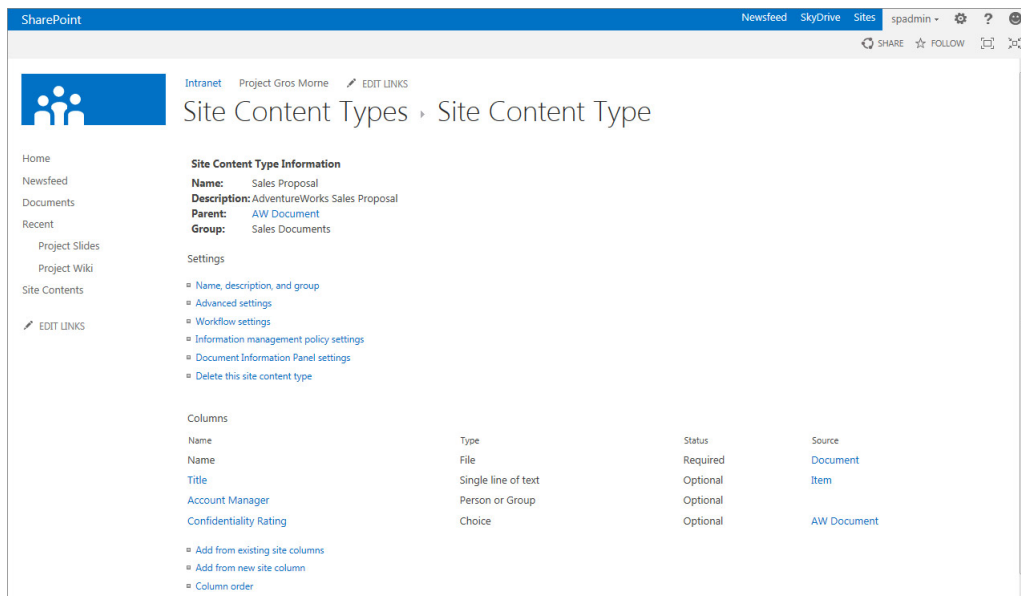 SharePoint
Newsfeed SkyDrive Sites spadmin ?
SHARE FOLLOW
Intranet Project Gros Morne EDIT LINKS
Site Content Types Site Content Type
Home
Newsfeed
Documents
Recent
Project Slides
Project Wiki
Site Contents
EDIT LINKS
Site Content Type Information
Name: Sales Proposal
Description: AdventureWorks Sales Proposal
Parent: AW Document
Group: Sales Documents
Settings
Name, description, and group
Advanced settings
Workflow settings
Information management policy settings
Document Information Panel settings
Delete this site content type
Columns
Name Type Status Source
Name File Required Document
Title Single line of text Optional Item
Account Manager Person or Group Optional
Confidentiality Rating Choice Optional AW Document
Add from existing site columns
Add from new site column
Column order